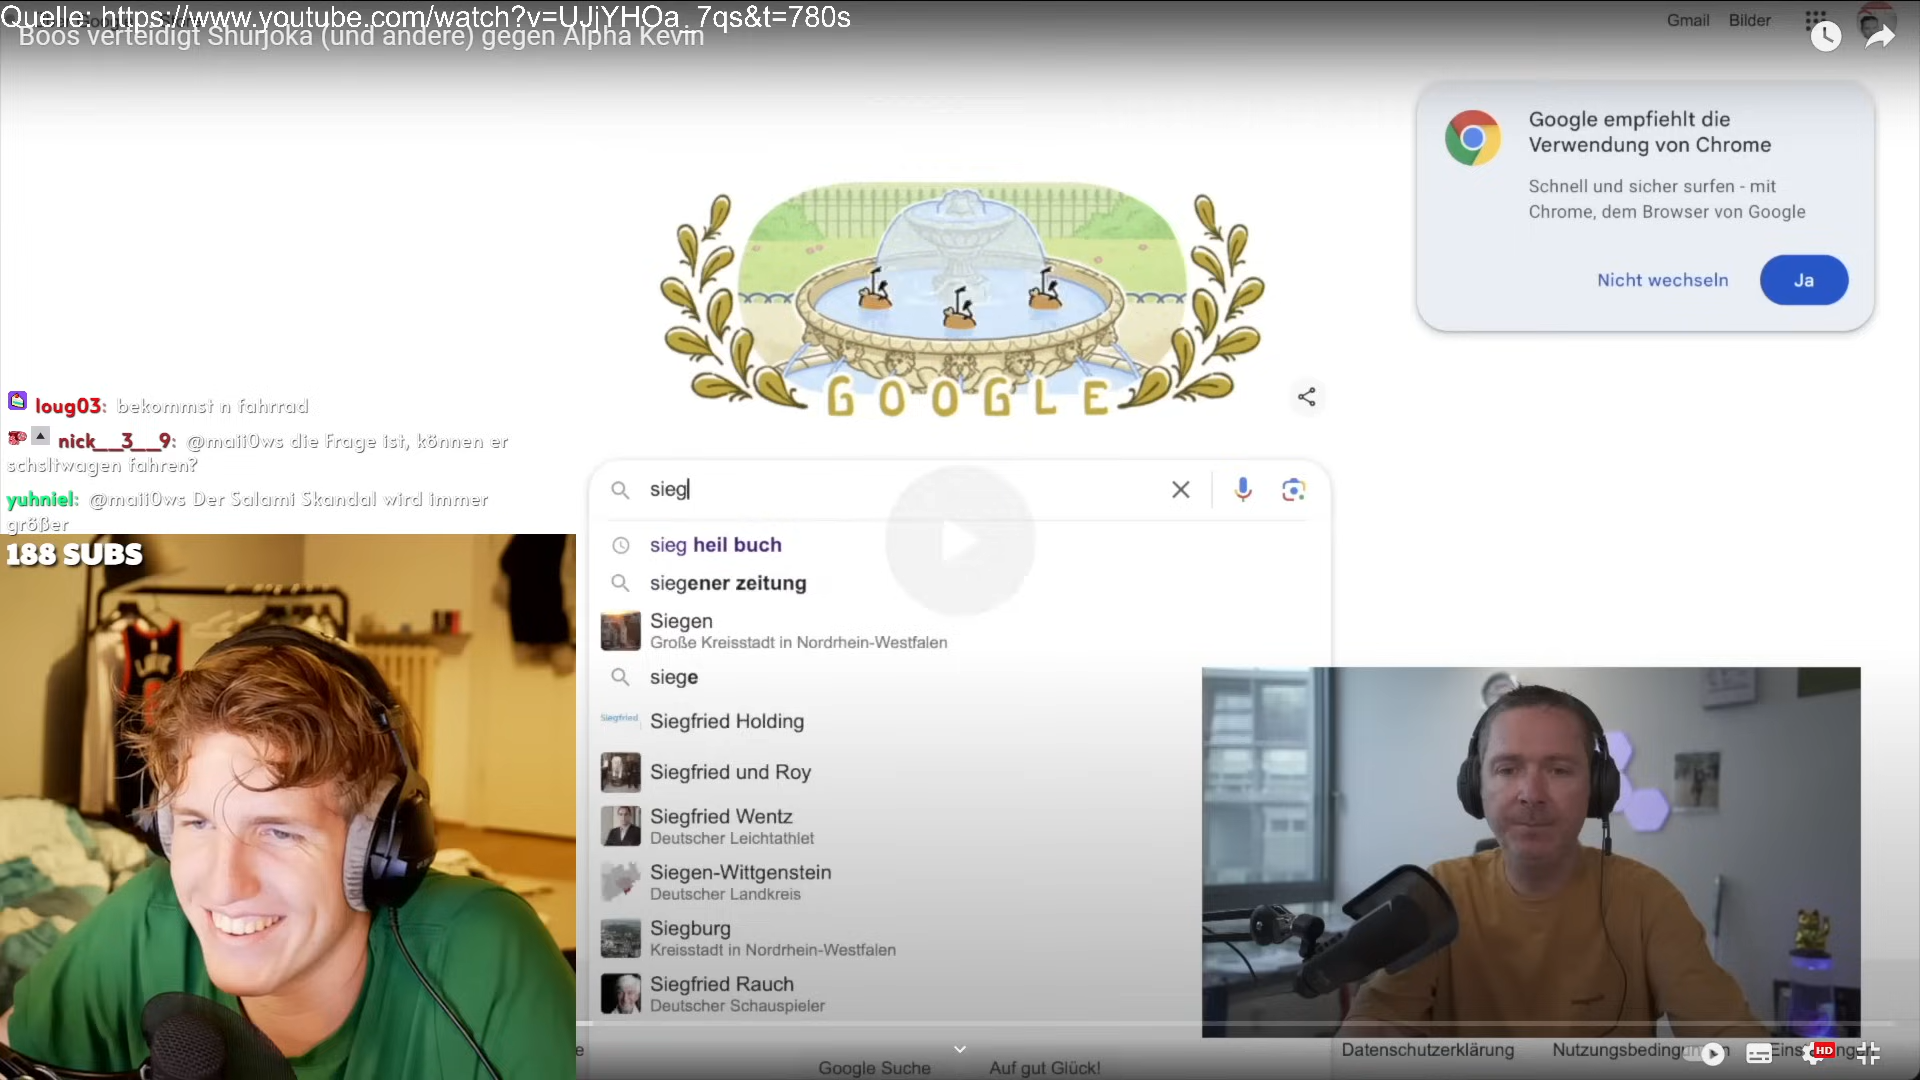 Quelle: https://www.youtube.com/watch?v=UJjYHOa_7qs&t=780s
Boos verteidigt Shurjoka (und andere) gegen Alpha Kevin
Gmail Bilder
Google empfiehlt die
Verwendung von Chrome
Schnell und sicher surfen - mit
Chrome, dem Browser von Google
Nicht wechseln Ja
GOOGLE
loug03: bekommst n fahrrad
nick__3__9: @maii0ws die Frage ist, können er
schsltwagen fahren?
yuhniel: @maii0ws Der Salami Skandal wird immer
größer
188 SUBS
sieg
sieg heil buch
siegener zeitung
Siegen
Große Kreisstadt in Nordrhein-Westfalen
siege
Siegfried
Siegfried Holding
Siegfried und Roy
Siegfried Wentz
Deutscher Leichtathlet
Siegen-Wittgenstein
Deutscher Landkreis
Siegburg
Kreisstadt in Nordrhein-Westfalen
Siegfried Rauch
Deutscher Schauspieler
Google Suche Auf gut Glück!
Datenschutzerklärung
HD